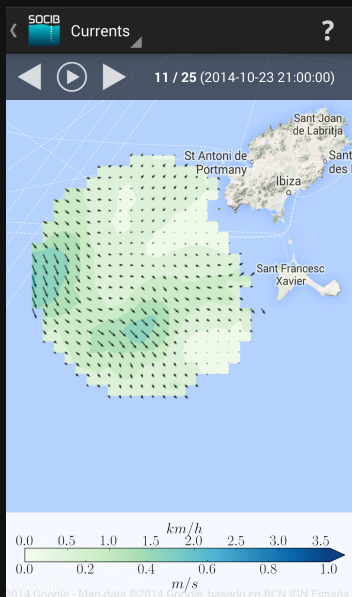 SOCIB
Currents
?
11 / 25 (2014-10-23 21:00:00)
Sant Joan
de Labritja
St Antoni de
Portmany
Sant
des
Ibiza
Sant Francesc
Xavier
km/h
0.0 0.5 1.0 1.5 2.0 2.5 3.0 3.5
0.0 0.2 0.4 0.6 0.8 1.0
m/s
2014 Google - Map data ©2014 Google, basado en BCN IGN España